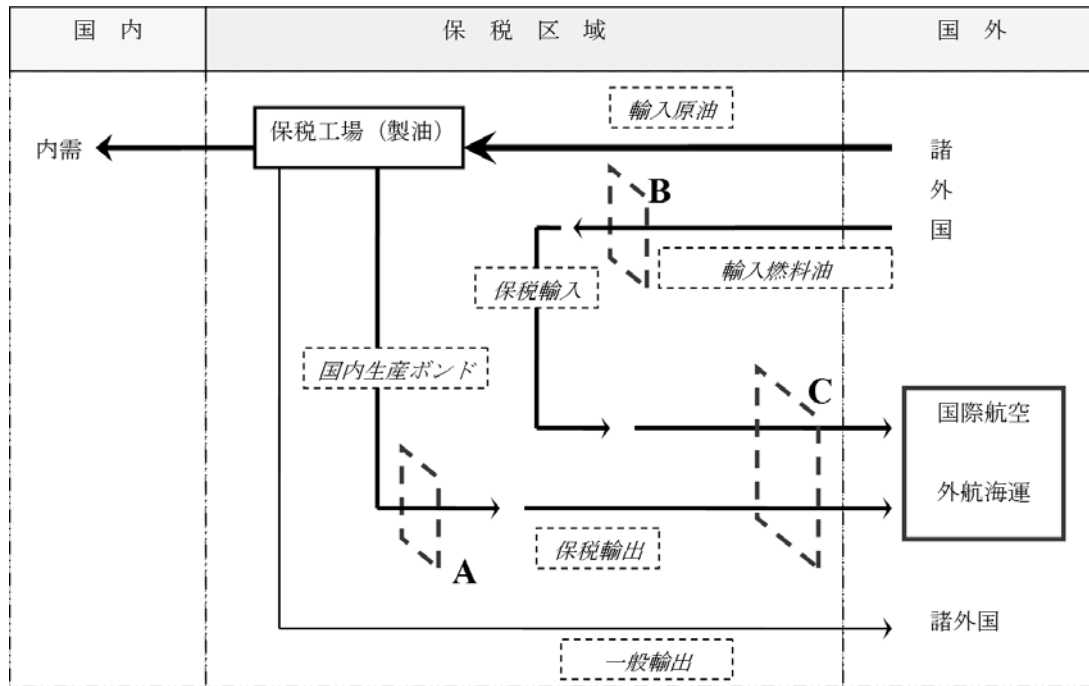 国 内
保 税 区 域
国 外
輸入原油
保税工場（製油）
内需
諸
外
国
B
輸入燃料油
保税輸入
国内生産ボンド
C
国際航空
外航海運
保税輸出
A
諸外国
一般輸出